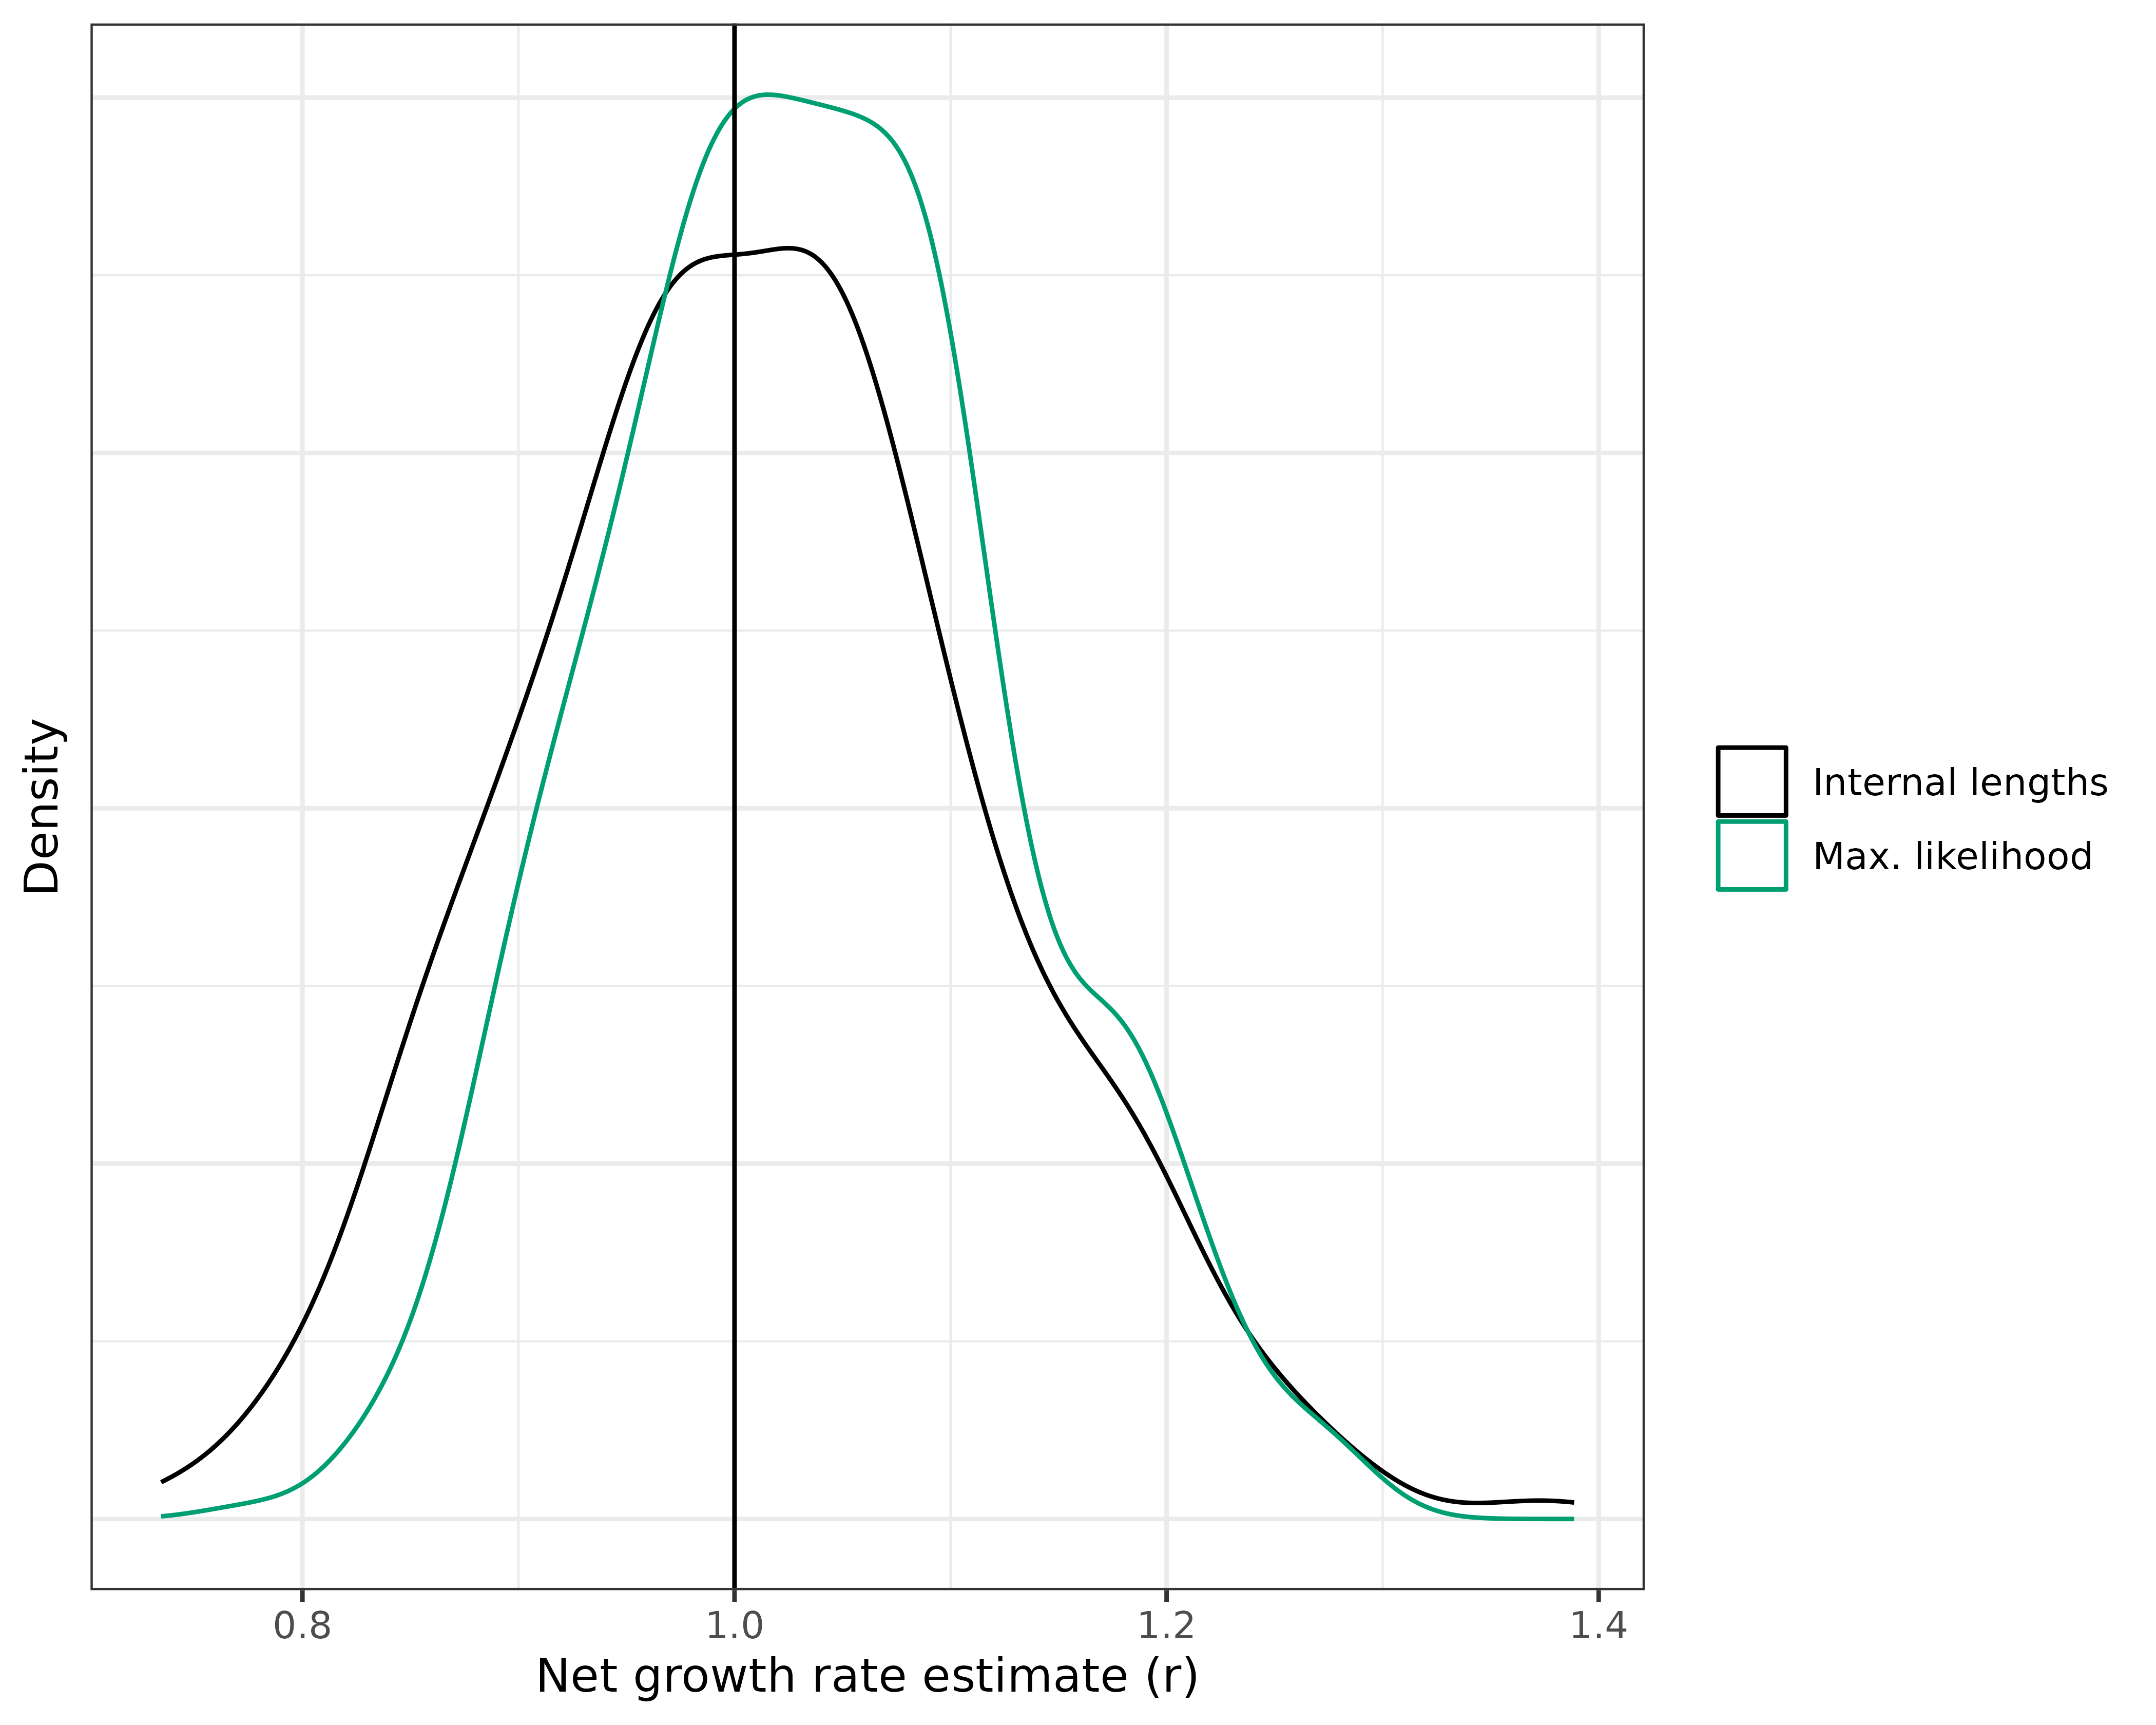 Density
Internal lengths
Max. likelihood
0.8 1.0 1.2 1.4
Net growth rate estimate (r)